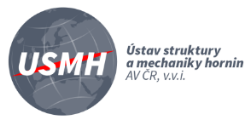 USMH
Ústav struktury
a mechaniky hornin
AV ČR, v.v.i.